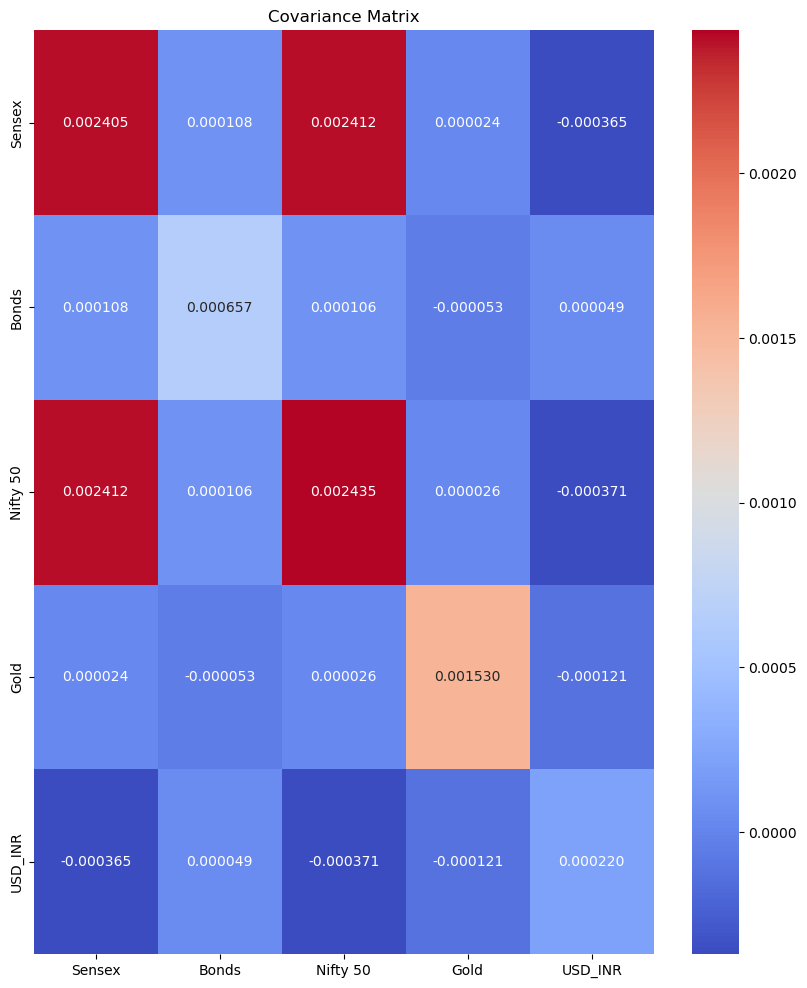 Covariance Matrix
Sensex 0.002405 0.000108 0.002412 0.000024 -0.000365
Bonds 0.000108 0.000657 0.000106 -0.000053 0.000049
Nifty 50 0.002412 0.000106 0.002435 0.000026 -0.000371
Gold 0.000024 -0.000053 0.000026 0.001530 -0.000121
USD_INR -0.000365 0.000049 -0.000371 -0.000121 0.000220
Sensex Bonds Nifty 50 Gold USD_INR
0.0020
0.0015
0.0010
0.0005
0.0000